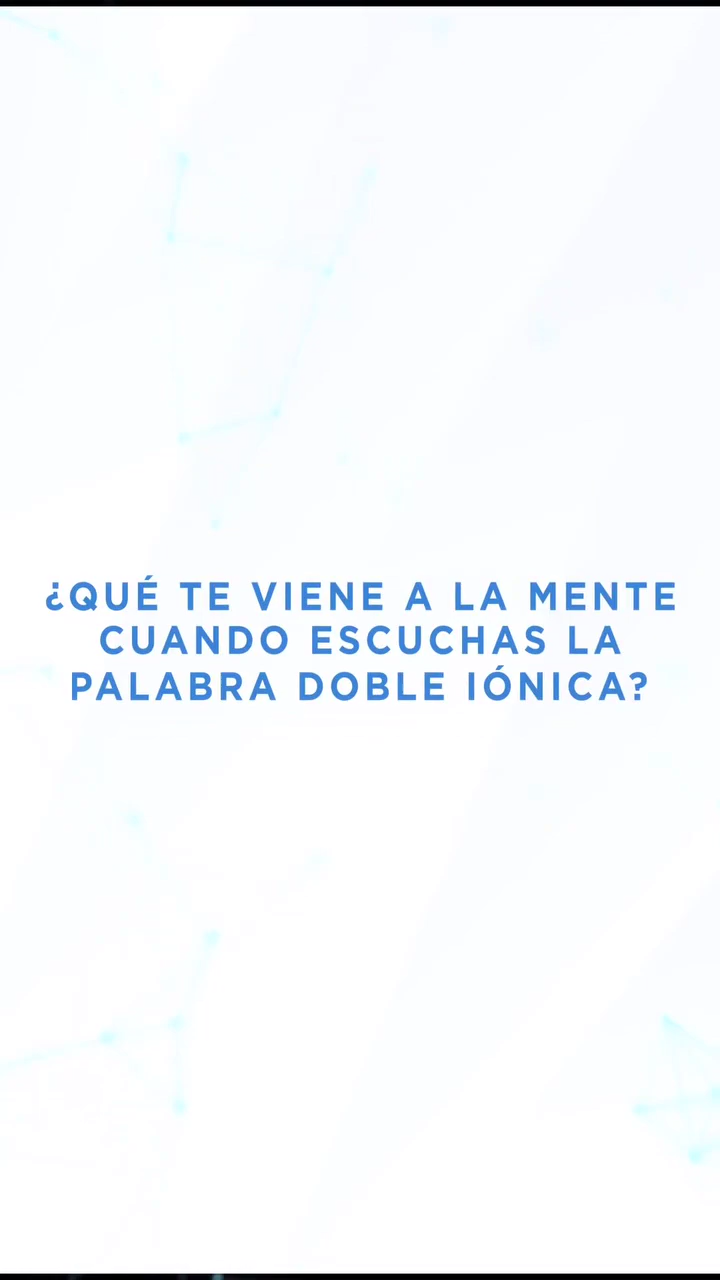 ¿QUÉ TE VIENE A LA MENTE
CUANDO ESCUCHAS LA
PALABRA DOBLE IÓNICA?